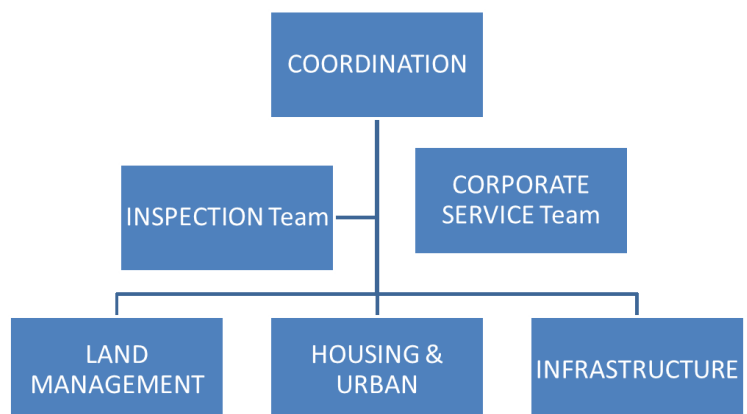 COORDINATION
INSPECTION Team
CORPORATE
SERVICE Team
LAND
MANAGEMENT
HOUSING &
URBAN
INFRASTRUCTURE